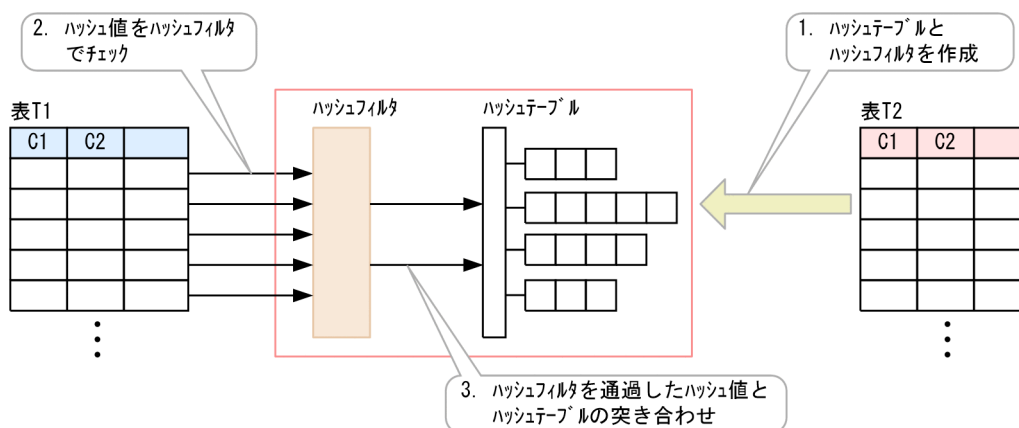 2. ﾊｯｼｭ値をﾊｯｼｭﾌｨﾙﾀ
でﾁｪｯｸ
1. ﾊｯｼｭﾃｰﾌﾞﾙと
ﾊｯｼｭﾌｨﾙﾀを作成
表T1
C1 C2
ﾊｯｼｭﾌｨﾙﾀ
ﾊｯｼｭﾃｰﾌﾞﾙ
表T2
C1 C2
3. ﾊｯｼｭﾌｨﾙﾀを通過したﾊｯｼｭ値と
ﾊｯｼｭﾃｰﾌﾞﾙの突き合わせ